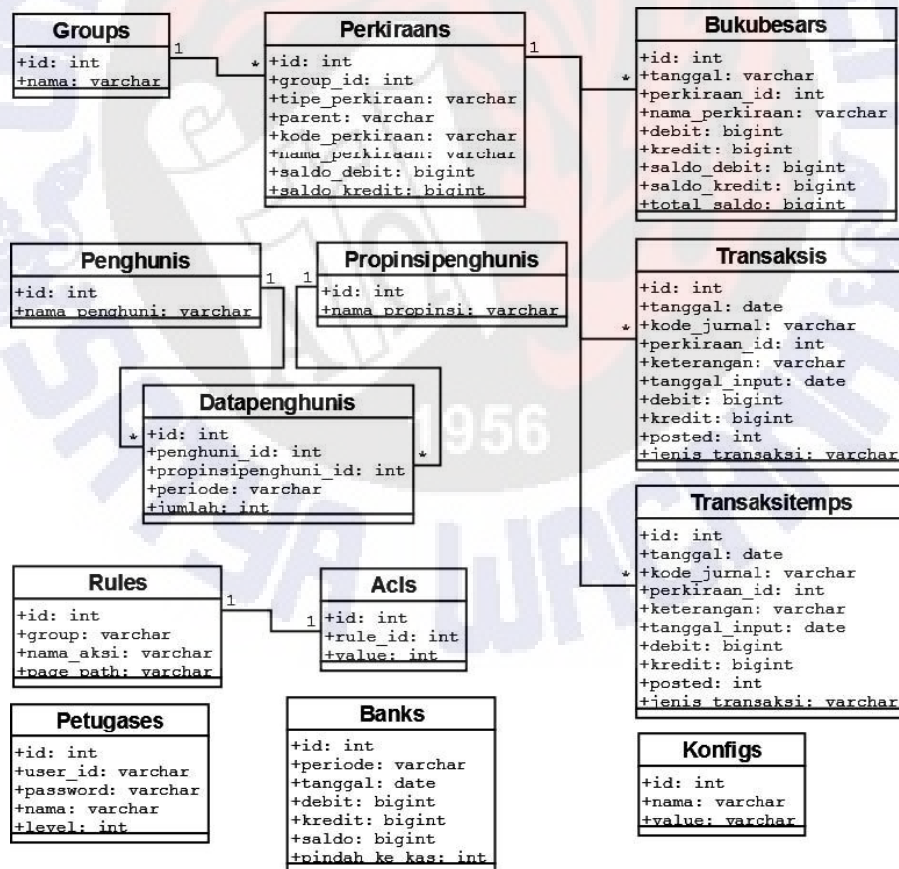 Groups
+id: int
+nama: varchar
1
*
Perkiraans
+id: int
+group_id: int
+tipe_perkiraan: varchar
+parent: varchar
+kode_perkiraan: varchar
+nama_perkiraan: varchar
+saldo_debit: bigint
+saldo_kredit: bigint
1
*
Bukubesars
+id: int
+tanggal: varchar
+perkiraan_id: int
+nama_perkiraan: varchar
+debit: bigint
+kredit: bigint
+saldo_debit: bigint
+saldo_kredit: bigint
+total_saldo: bigint
Penghunis
+id: int
+nama_penghuni: varchar
1
1
Propinsipenghunis
+id: int
+nama_propinsi: varchar
*
Transaksis
+id: int
+tanggal: date
+kode_jurnal: varchar
+perkiraan_id: int
+keterangan: varchar
+tanggal_input: date
+debit: bigint
+kredit: bigint
+posted: int
+jenis_transaksi: varchar
*
Datapenghunis
+id: int
+penghuni_id: int
+propinsipenghuni_id: int
+periode: varchar
+jumlah: int
*
1956
SATYA WACANA
*
Transaksitemps
+id: int
+tanggal: date
+kode_jurnal: varchar
+perkiraan_id: int
+keterangan: varchar
+tanggal_input: date
+debit: bigint
+kredit: bigint
+posted: int
+jenis_transaksi: varchar
Rules
+id: int
+group: varchar
+nama_aksi: varchar
+page_path: varchar
1
1
Acls
+id: int
+rule_id: int
+value: int
Petugases
+id: int
+user_id: varchar
+password: varchar
+nama: varchar
+level: int
Banks
+id: int
+periode: varchar
+tanggal: date
+debit: bigint
+kredit: bigint
+saldo: bigint
+pindah_ke_kas: int
Konfigs
+id: int
+nama: varchar
+value: varchar